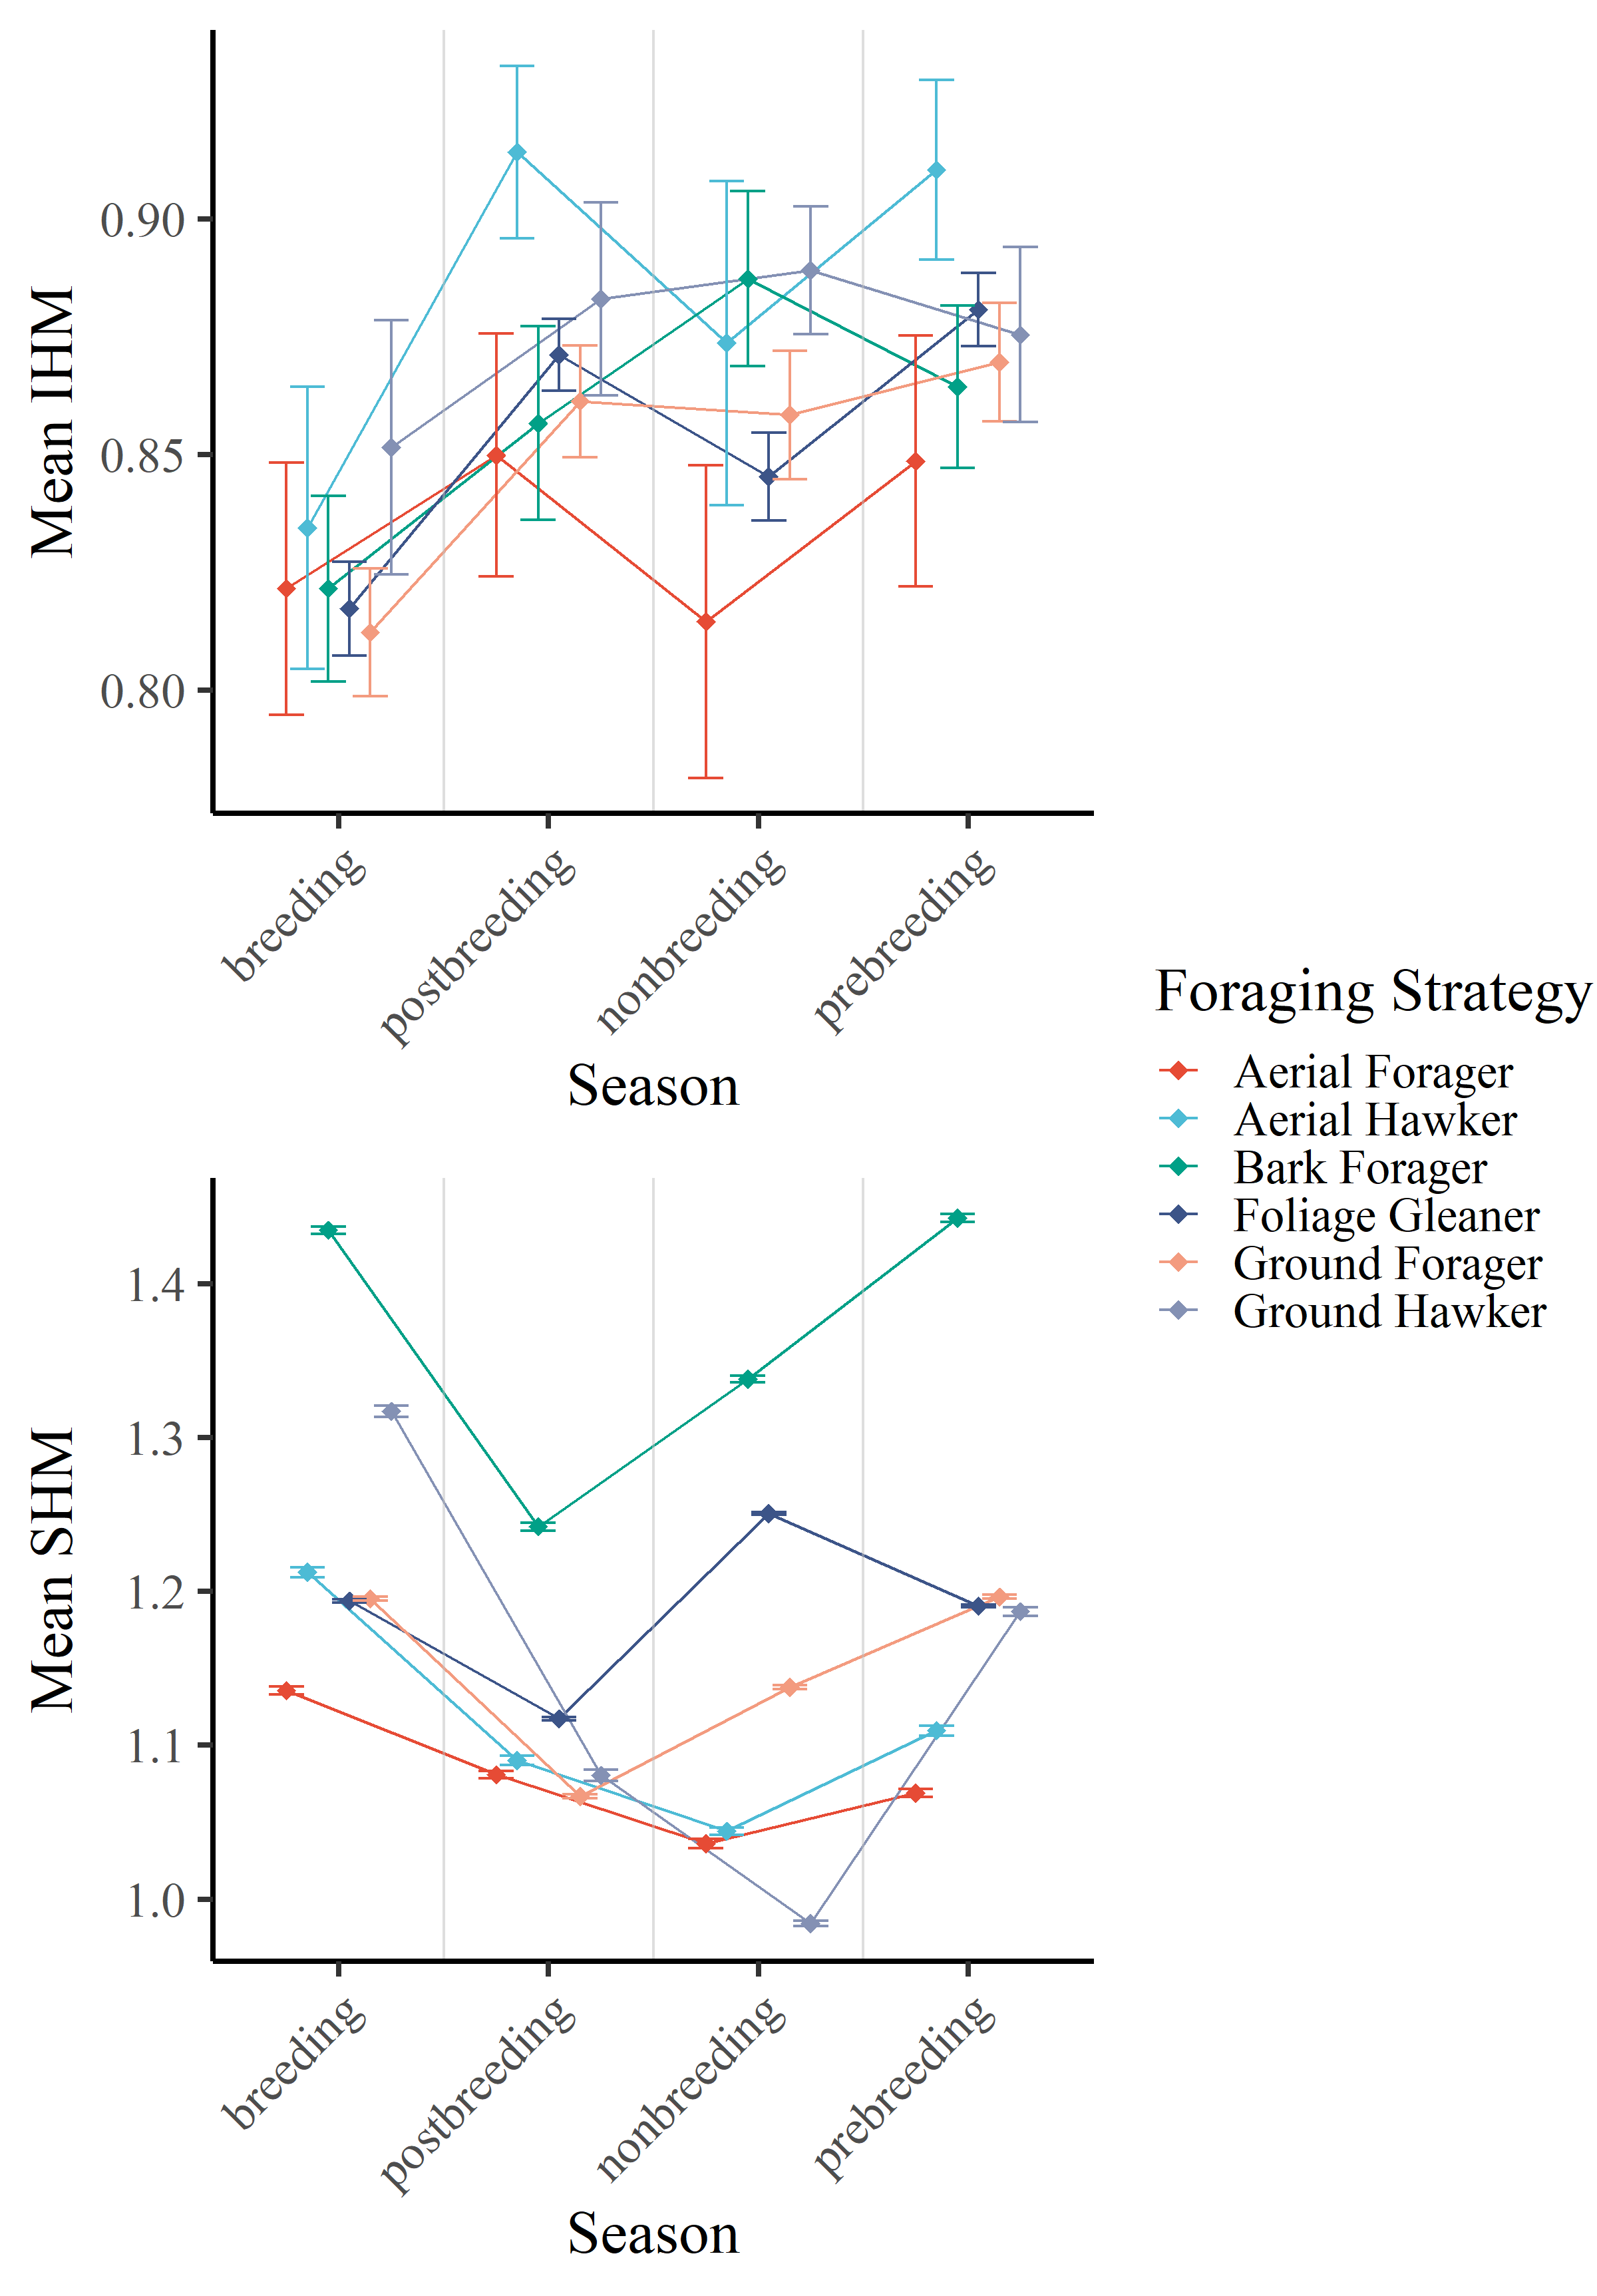 Mean IHM
0.90
0.85
0.80
breeding
postbreeding
nonbreeding
prebreeding
Season
Foraging Strategy
Aerial Forager
Aerial Hawker
Bark Forager
Foliage Gleaner
Ground Forager
Ground Hawker
Mean SHM
1.4
1.3
1.2
1.1
1.0
breeding
postbreeding
nonbreeding
prebreeding
Season